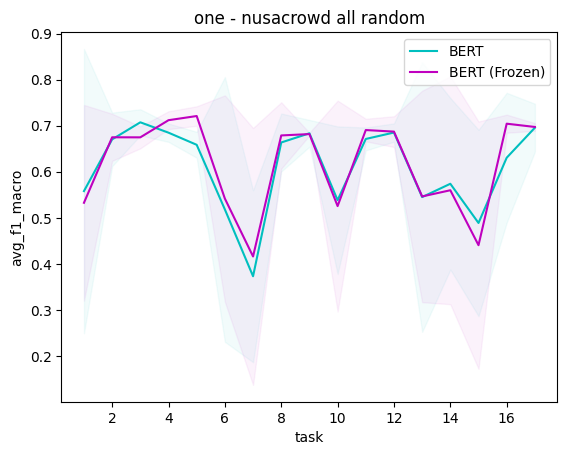 one - nusacrowd all random
BERT
BERT (Frozen)
avg_f1_macro
0.9
0.8
0.7
0.6
0.5
0.4
0.3
0.2
2 4 6 8 10 12 14 16
task